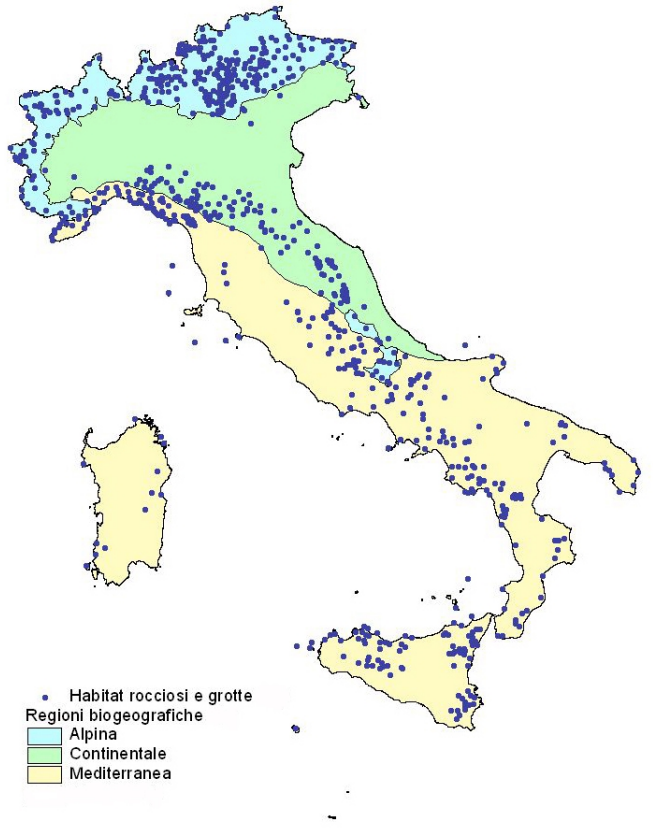 Habitat rocciosi e grotte
Regioni biogeografiche
Alpina
Continentale
Mediterranea